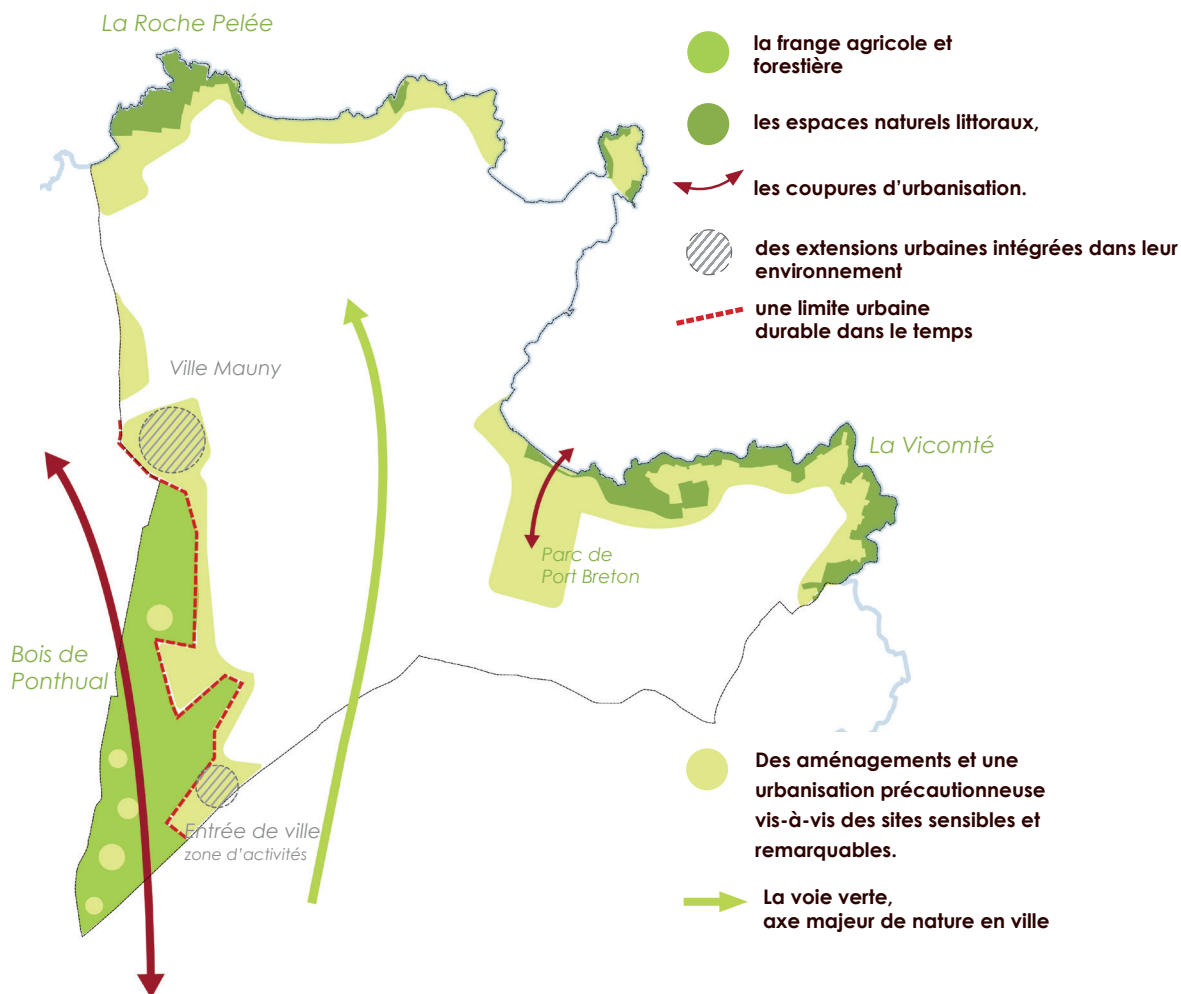 La Roche Pelée
la frange agricole et
forestière
les espaces naturels littoraux,
les coupures d'urbanisation.
des extensions urbaines intégrées dans leur
environnement
une limite urbaine
durable dans le temps
Ville Mauny
La Vicomté
Parc de
Port Breton
Bois de
Ponthual
Entrée de ville
zone d'activités
Des aménagements et une
urbanisation précautionneuse
vis-à-vis des sites sensibles et
remarquables.
La voie verte,
axe majeur de nature en ville